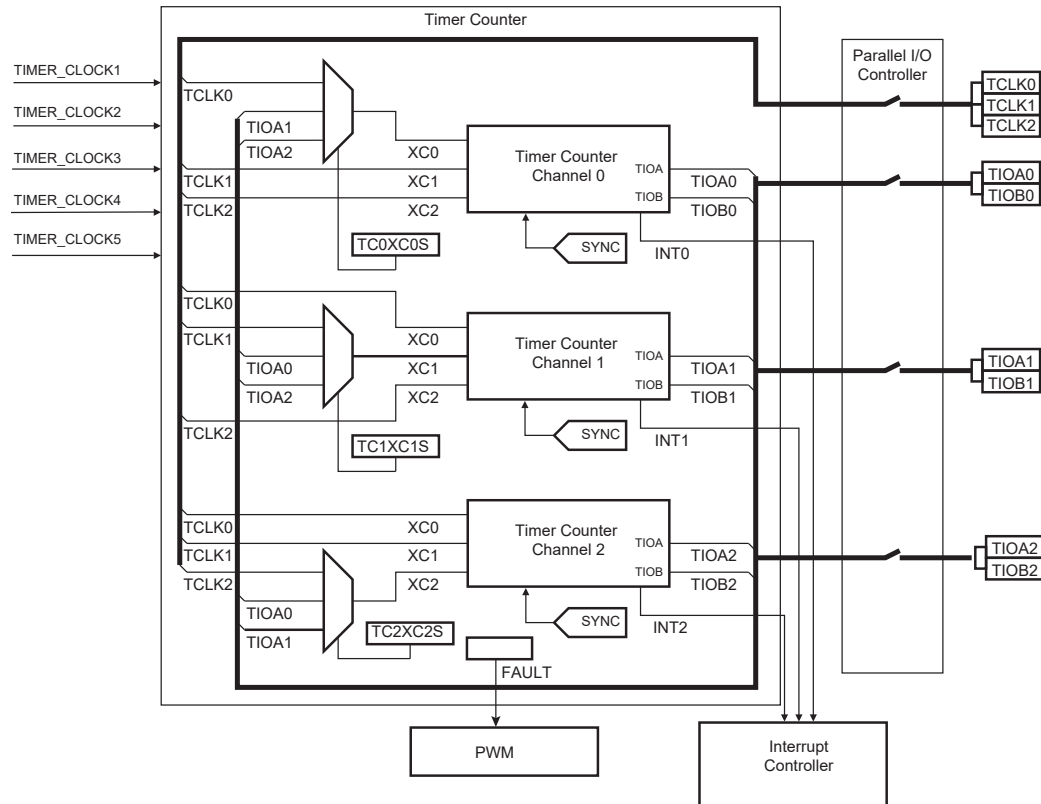 Timer Counter
Parallel I/O
Controller
TIMER_CLOCK1
TIMER_CLOCK2
TIMER_CLOCK3
TIMER_CLOCK4
TIMER_CLOCK5
TCLK0
TIOA1
TIOA2
TCLK1
TCLK2
XC0
XC1
XC2
TC0XC0S
Timer Counter
Channel 0
TIOA
TIOB
TIOA0
TIOB0
SYNC
INT0
TCLK0
TCLK1
TIOA0
TIOA2
TCLK2
XC0
XC1
XC2
TC1XC1S
Timer Counter
Channel 1
TIOA
TIOB
TIOA1
TIOB1
SYNC
INT1
TCLK0
TCLK1
TCLK2
TIOA0
TIOA1
XC0
XC1
XC2
TC2XC2S
Timer Counter
Channel 2
TIOA
TIOB
TIOA2
TIOB2
SYNC
INT2
FAULT
TCLK0
TCLK1
TCLK2
TIOA0
TIOB0
TIOA1
TIOB1
TIOA2
TIOB2
PWM
Interrupt
Controller